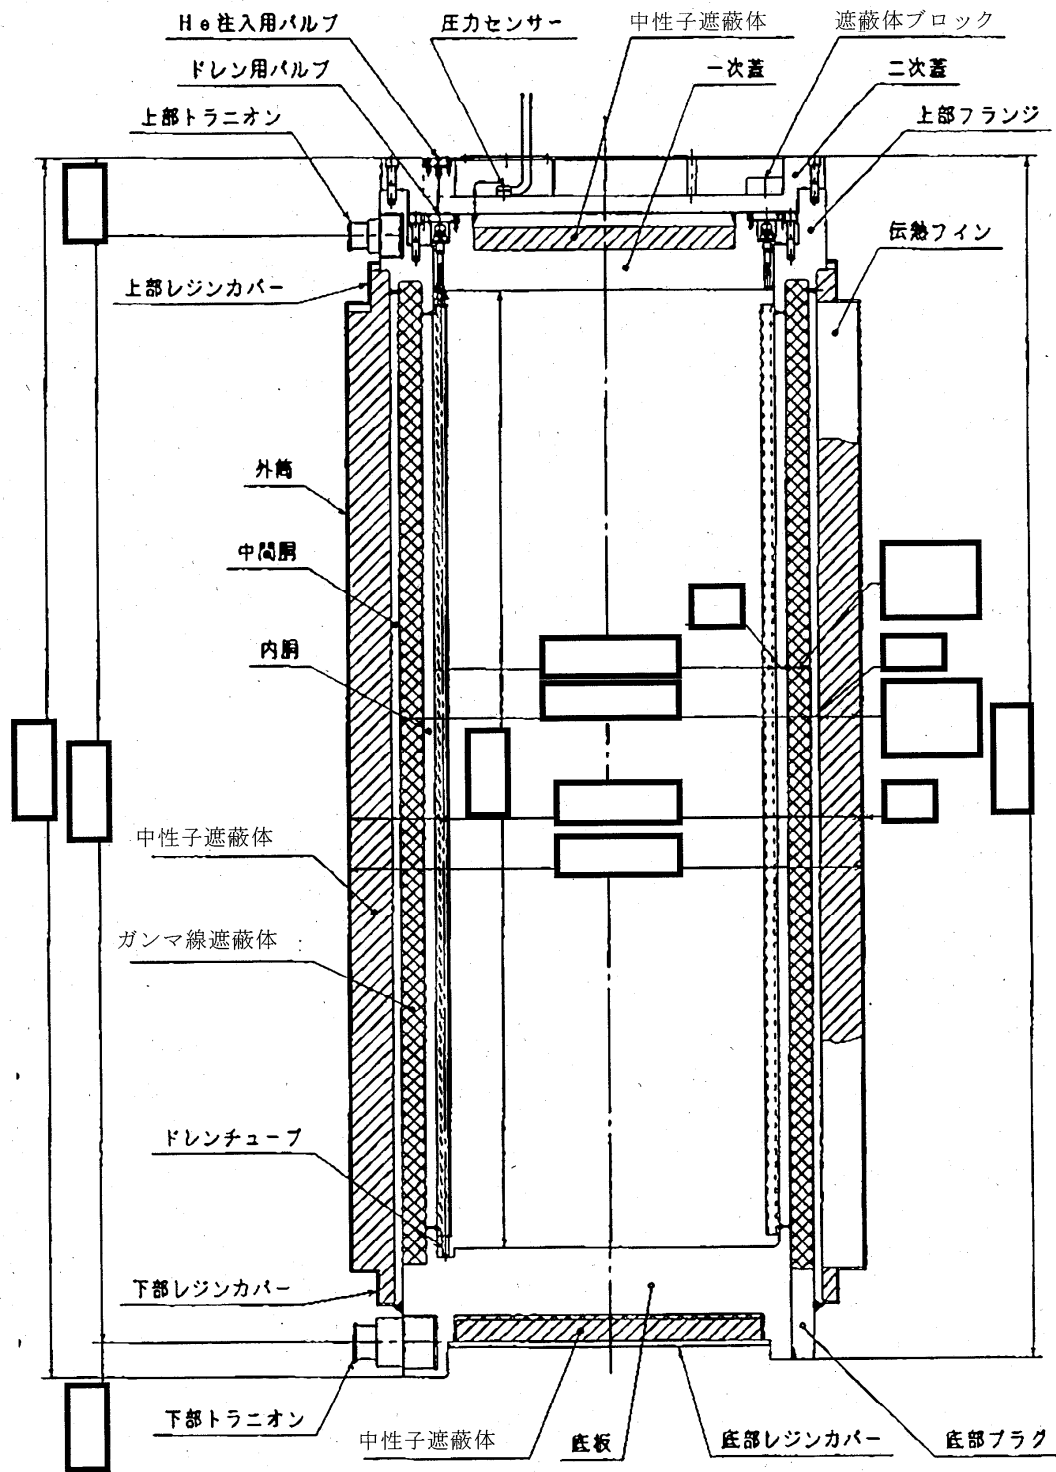 He注入用バルブ
圧力センサー
中性子遮蔽体
遮蔽体ブロック
ドレン用バルブ
一次蓋
二次蓋
上部トラニオン
上部フランジ
伝熱フィン
上部レジンカバー
外筒
中間胴
内胴
中性子遮蔽体
ガンマ線遮蔽体
ドレンチューブ
下部レジンカバー
下部トラニオン
中性子遮蔽体
底板
底部レジンカバー
底部プラグ